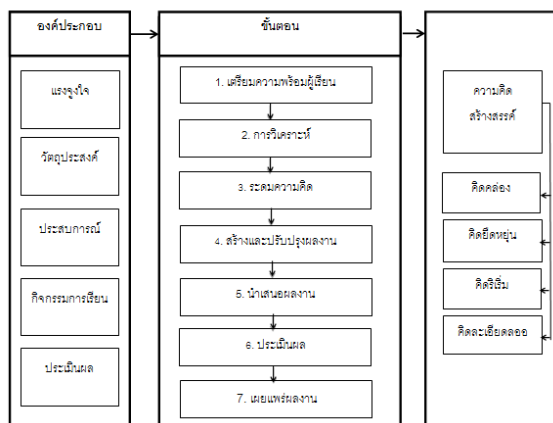 องค์ประกอบ
แรงจูงใจ
วัตถุประสงค์
ประสบการณ์
กิจกรรมการเรียน
ประเมินผล
ขั้นตอน
1. เตรียมความพร้อมผู้เรียน
2. การวิเคราะห์
3. ระดมความคิด
4. สร้างและปรับปรุงผลงาน
5. นำเสนอผลงาน
6. ประเมินผล
7. เผยแพร่ผลงาน
ความคิด
สร้างสรรค์
คิดคล่อง
คิดยืดหยุ่น
คิดริเริ่ม
คิดละเอียดลออ